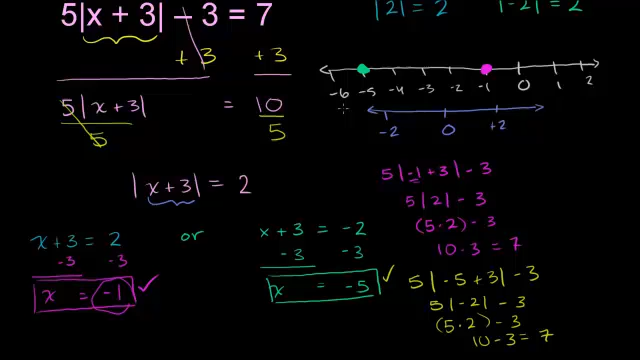 5|x + 3| − 3 = 7
|2| = 2
|-2| = 2
+ 3 + 3
5|x+3| = 10
5 5
-6 -5 -4 -3 -2 -1 0 1 2
-2 0 +2
|x+3| = 2
x+3 = 2 or x+3 = -2
-3 -3 -3 -3
x = -1 ✓ x = -5 ✓
5|-1+3| - 3
5|2| - 3
(5·2) - 3
10-3 = 7
5|-5+3| - 3
5|-2| - 3
(5·2) - 3
10-3 = 7